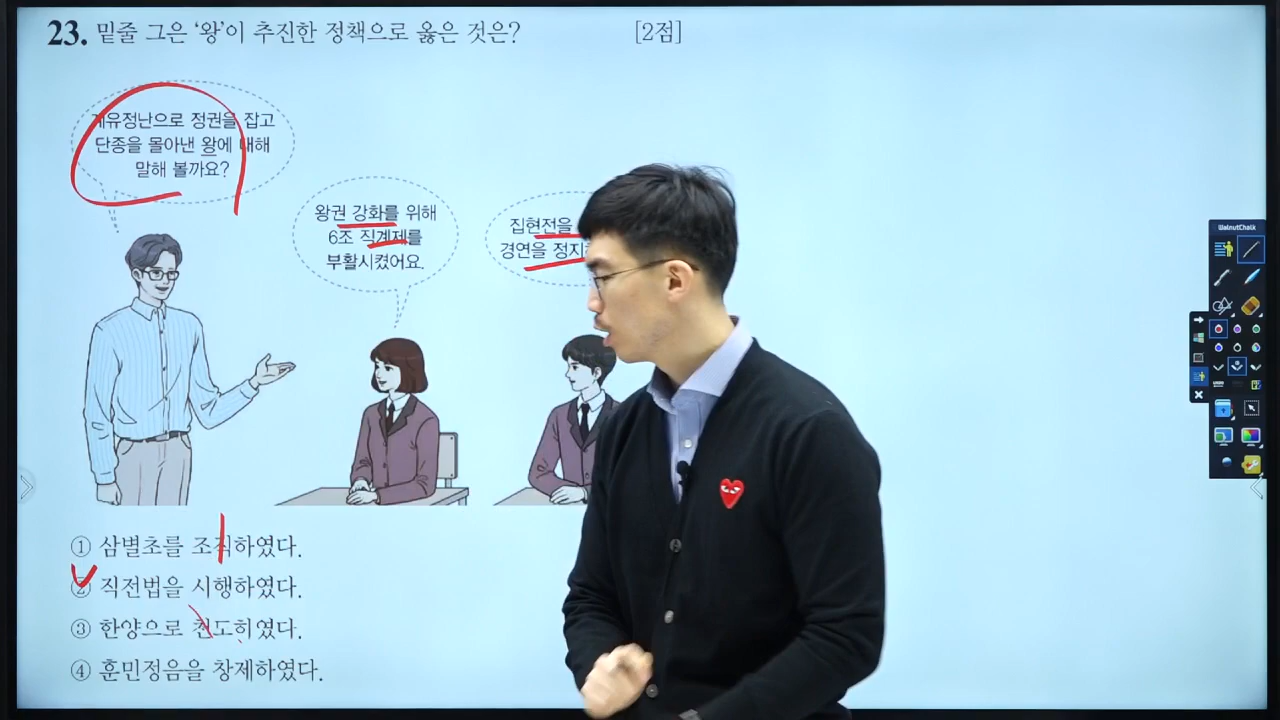 23. 밑줄 그은 '왕'이 추진한 정책으로 옳은 것은? [2점]
계유정난으로 정권을 잡고
단종을 몰아낸 왕에 대해
말해 볼까요?
왕권 강화를 위해
6조 직계제를
부활시켰어요.
집현전을
경연을 정지
① 삼별초를 조직하였다.
② 직전법을 시행하였다.
③ 한양으로 천도하였다.
④ 훈민정음을 창제하였다.
WalnutChalk